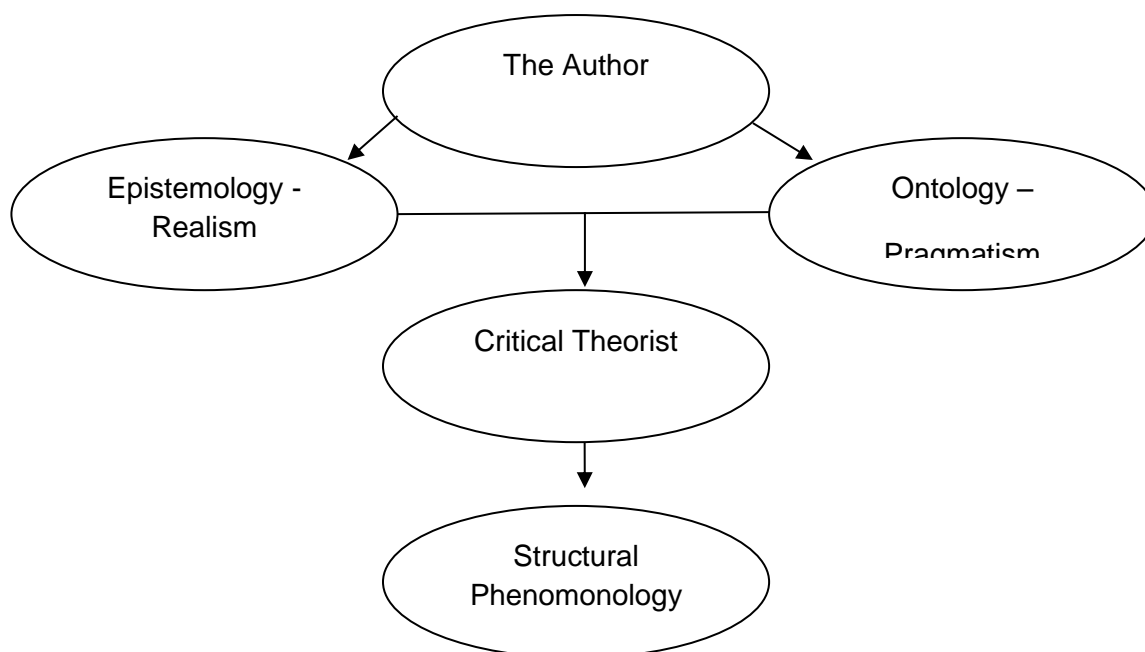 The Author
Epistemology -
Realism
Ontology –
Pragmatism
Critical Theorist
Structural
Phenomonology